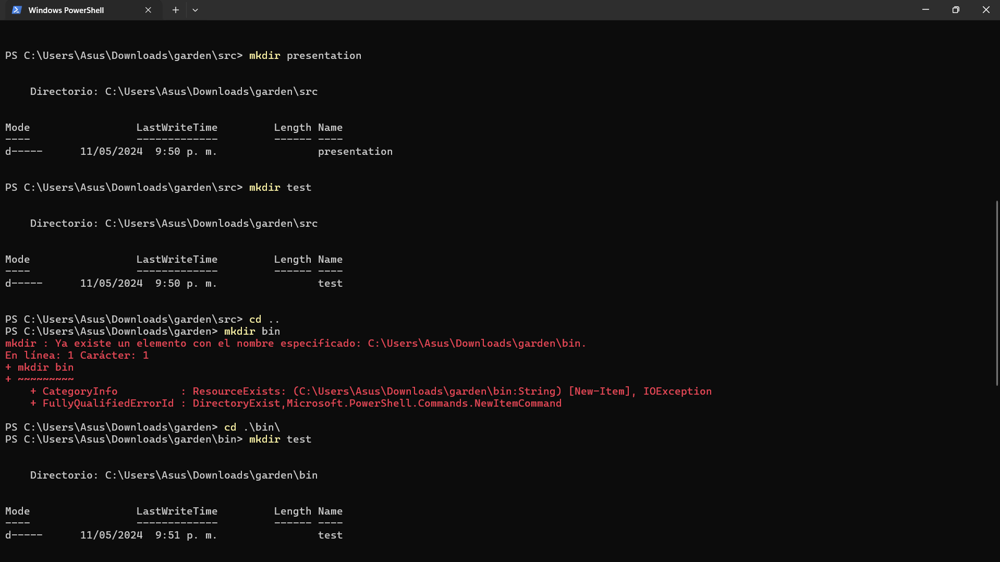 Windows PowerShell
PS C:\Users\Asus\Downloads\garden\src> mkdir presentation
Directorio: C:\Users\Asus\Downloads\garden\src
Mode LastWriteTime Length Name
---- ------------- ------ ----
d----- 11/05/2024 9:50 p. m. presentation
PS C:\Users\Asus\Downloads\garden\src> mkdir test
Directorio: C:\Users\Asus\Downloads\garden\src
Mode LastWriteTime Length Name
---- ------------- ------ ----
d----- 11/05/2024 9:50 p. m. test
PS C:\Users\Asus\Downloads\garden\src> cd ..
PS C:\Users\Asus\Downloads\garden> mkdir bin
mkdir : Ya existe un elemento con el nombre especificado: C:\Users\Asus\Downloads\garden\bin.
En línea: 1 Carácter: 1
+ mkdir bin
+ ~~~~~~~~~
+ CategoryInfo : ResourceExists: (C:\Users\Asus\Downloads\garden\bin:String) [New-Item], IOException
+ FullyQualifiedErrorId : DirectoryExist,Microsoft.PowerShell.Commands.NewItemCommand
PS C:\Users\Asus\Downloads\garden> cd .\bin\
PS C:\Users\Asus\Downloads\garden\bin> mkdir test
Directorio: C:\Users\Asus\Downloads\garden\bin
Mode LastWriteTime Length Name
---- ------------- ------ ----
d----- 11/05/2024 9:51 p. m. test